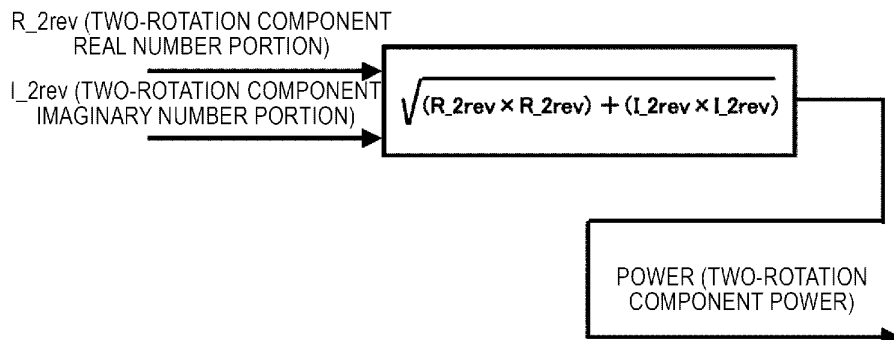 R_2rev (TWO-ROTATION COMPONENT
REAL NUMBER PORTION)
I_2rev (TWO-ROTATION COMPONENT
IMAGINARY NUMBER PORTION)
√(R_2rev × R_2rev) + (I_2rev × I_2rev)
POWER (TWO-ROTATION
COMPONENT POWER)